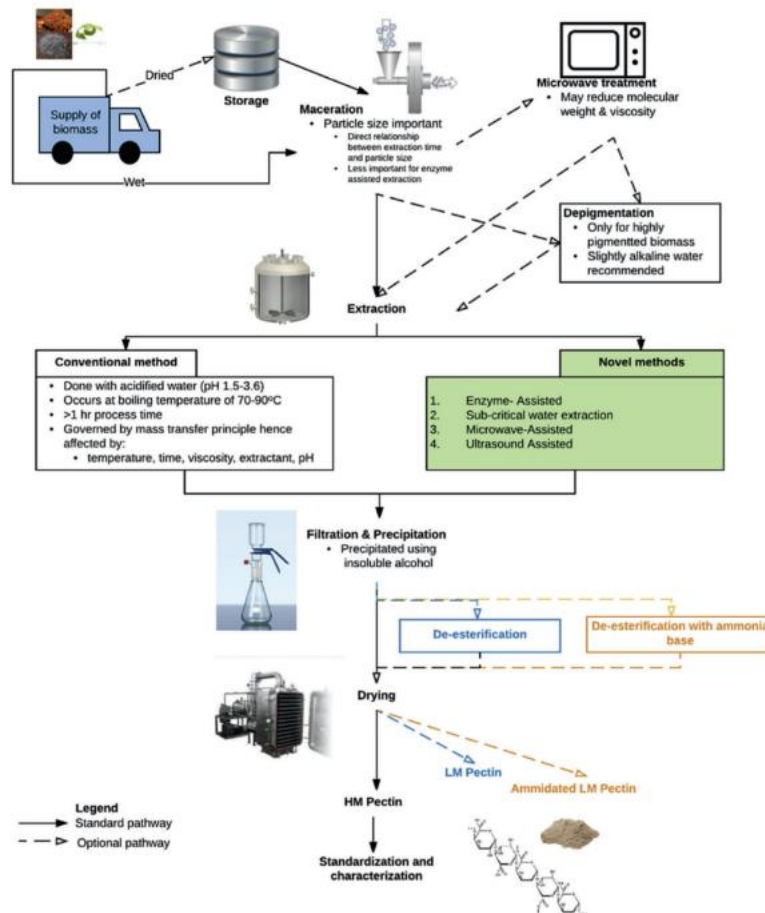 Supply of
biomass
Dried
Wet
Storage
Maceration
• Particle size important
• Direct relationship
between extraction time
and particle size
• Less important for enzyme
assisted extraction
Microwave treatment
• May reduce molecular
weight & viscosity
Depigmentation
• Only for highly
pigmentted biomass
• Slightly alkaline water
recommended
Extraction
Conventional method
• Done with acidified water (pH 1.5-3.6)
• Occurs at boiling temperature of 70-90ºC
• >1 hr process time
• Governed by mass transfer principle hence
affected by:
• temperature, time, viscosity, extractant, pH
Novel methods
1. Enzyme- Assisted
2. Sub-critical water extraction
3. Microwave-Assisted
4. Ultrasound Assisted
Filtration & Precipitation
• Precipitated using
insoluble alcohol
De-esterification
De-esterification with ammonia
base
Drying
LM Pectin
Ammidated LM Pectin
HM Pectin
Standardization and
characterization
Legend
Standard pathway
Optional pathway